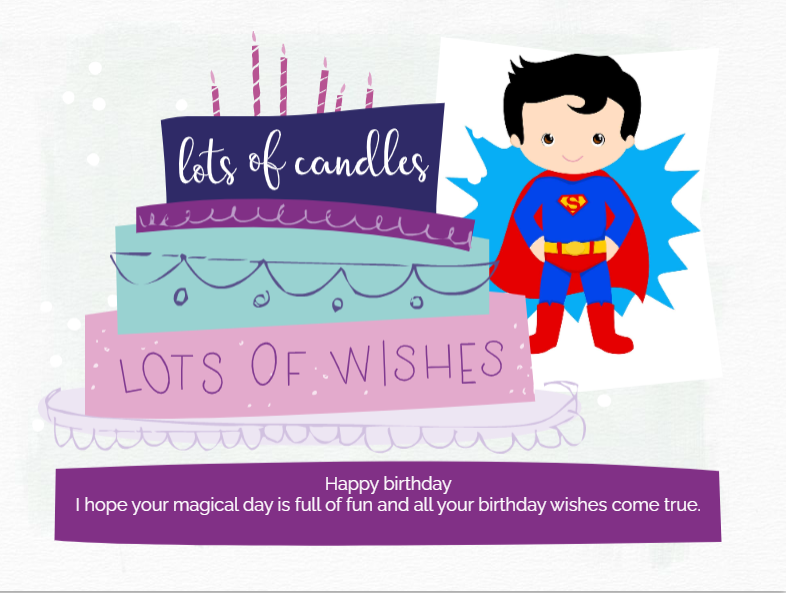 lots of candles
LOTS OF WISHES
S
Happy birthday
I hope your magical day is full of fun and all your birthday wishes come true.